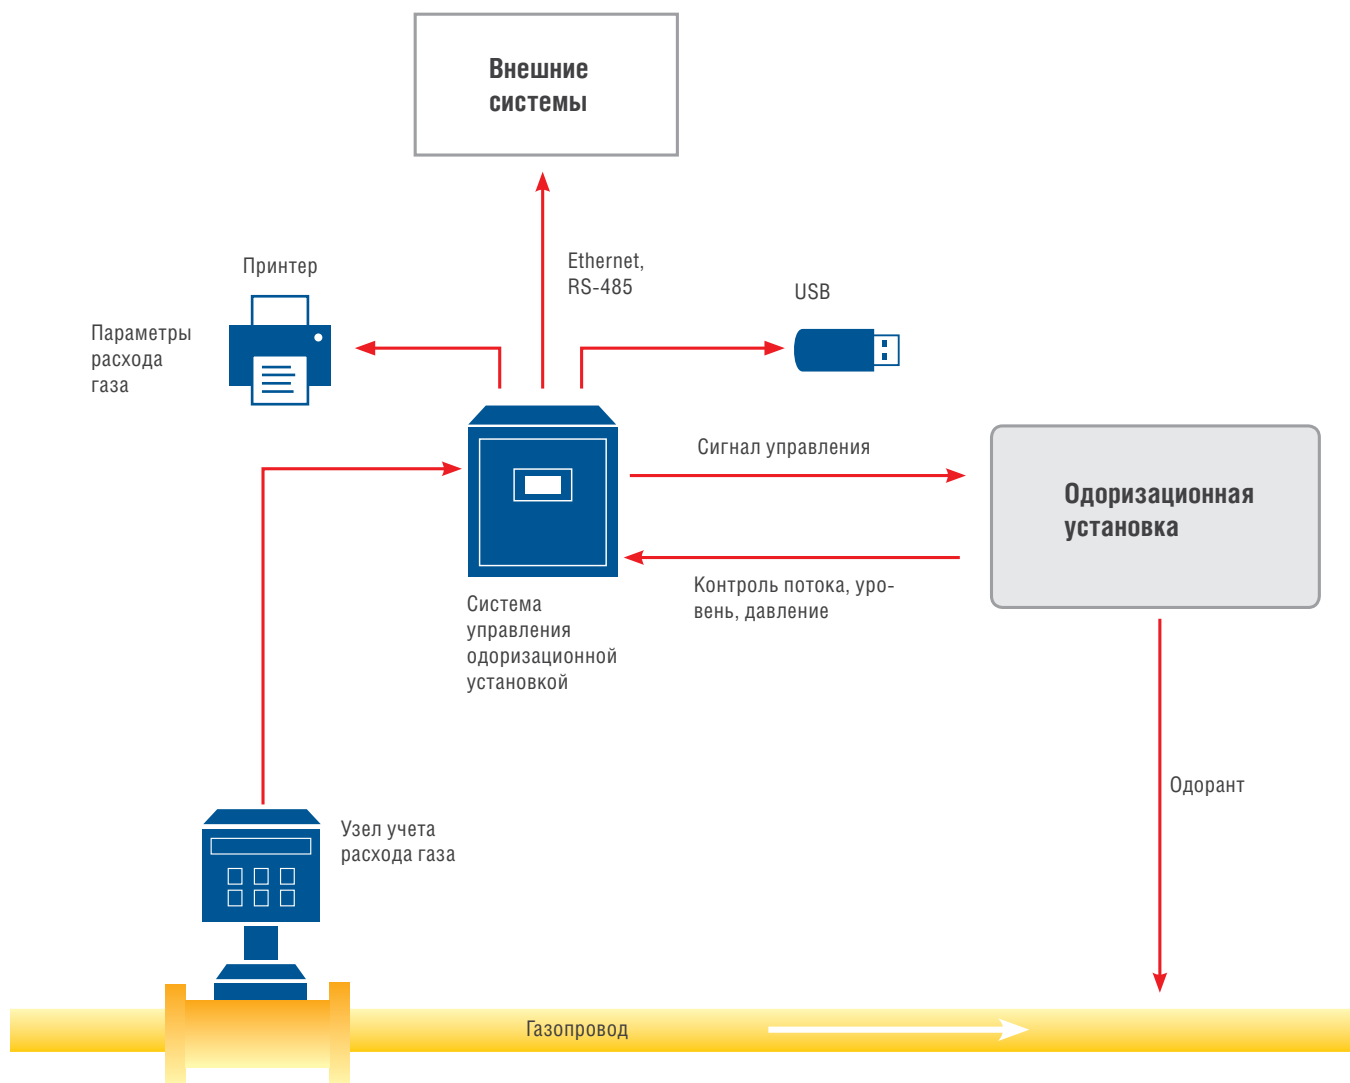 Внешние
системы
Ethernet,
RS-485
Принтер
USB
Параметры
расхода
газа
Сигнал управления
Одоризационная
установка
Контроль потока, уро-
вень, давление
Система
управления
одоризационной
установкой
Одорант
Узел учета
расхода газа
Газопровод